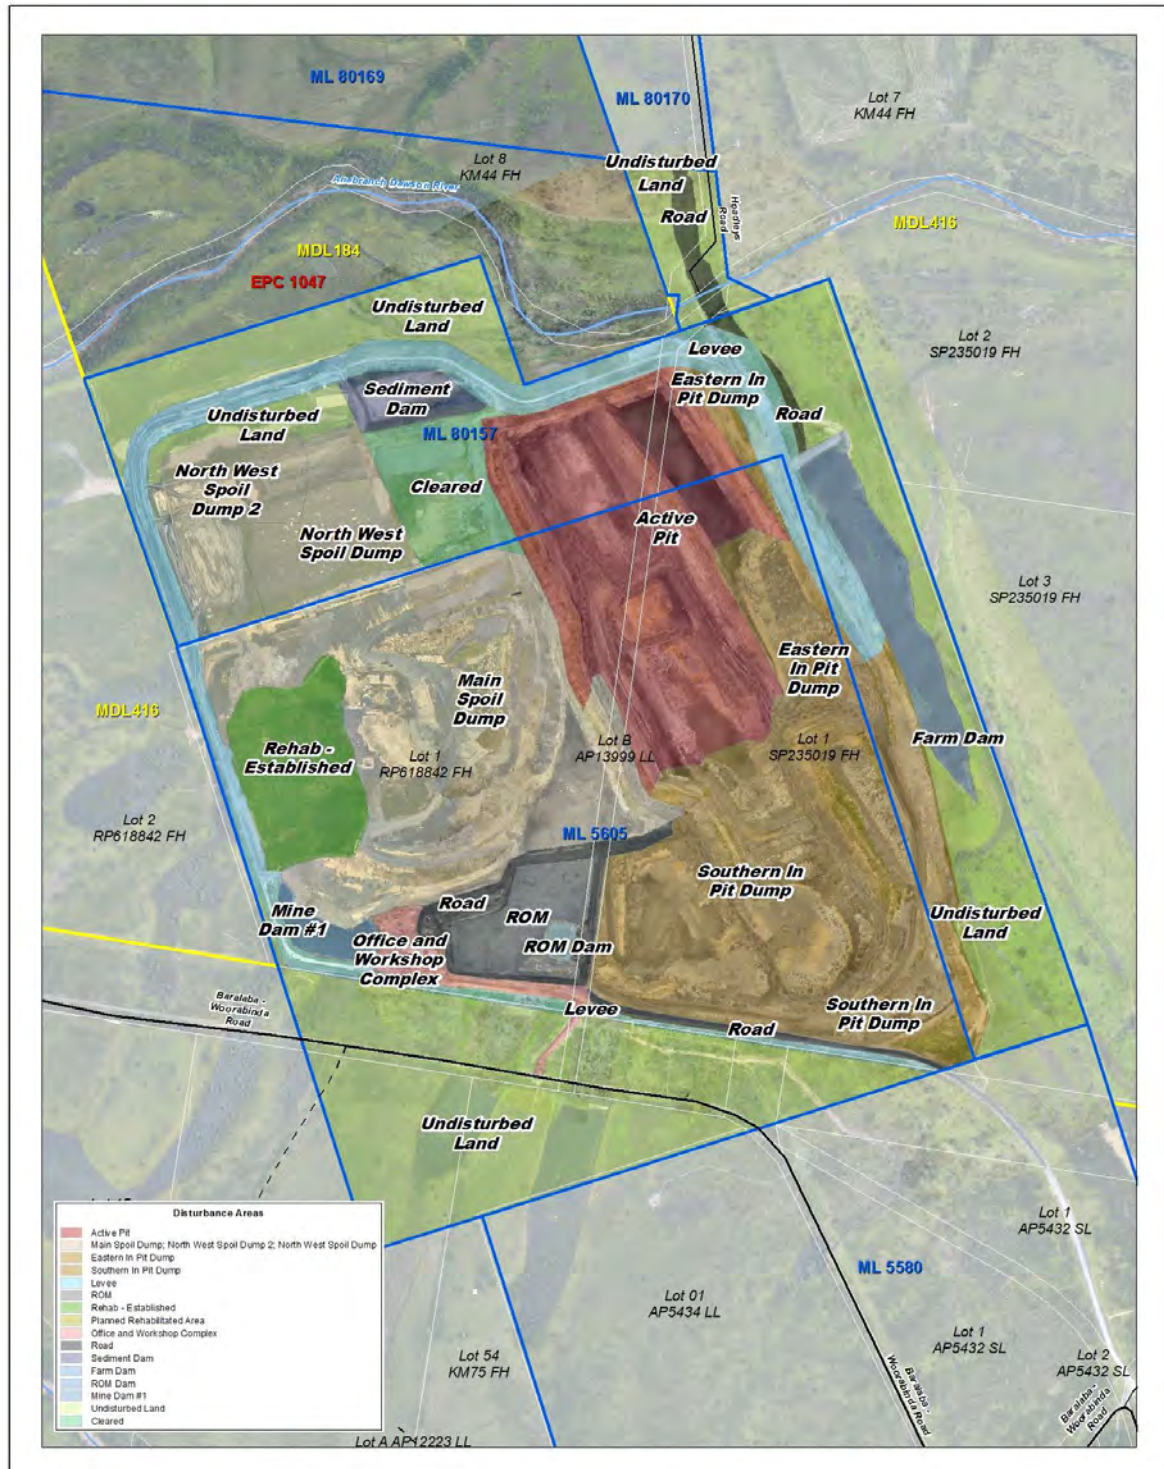 ML 80169
ML 80170
Lot 7
KM44 FH
Lot 8
KM44 FH
Undisturbed
Land
Anabranch Dawson River
Road
Headleys
Road
MDL416
MDL184
EPC 1047
Undisturbed
Land
Lot 2
SP235019 FH
Levee
Sediment
Dam
Eastern In
Pit Dump
Undisturbed
Land
Road
ML 80157
North West
Spoil
Dump 2
Cleared
Active
Pit
North West
Spoil Dump
Lot 3
SP235019 FH
Eastern
In Pit
Dump
Main
Spoil
Dump
MDL416
Rehab -
Established
Lot 1
RP618842 FH
Lot B
AP13999 LL
Lot 1
SP235019 FH
Farm Dam
Lot 2
RP618842 FH
ML 5605
Southern In
Pit Dump
Road
ROM
Mine
Dam #1
Undisturbed
Land
Office and
Workshop
Complex
ROM Dam
Baralaba -
Woorabinda
Road
Levee
Southern In
Pit Dump
Road
Undisturbed
Land
Disturbance Areas
Active Pit
Main Spoil Dump; North West Spoil Dump 2; North West Spoil Dump
Eastern In Pit Dump
Southern In Pit Dump
Levee
ROM
Rehab - Established
Planned Rehabilitated Area
Office and Workshop Complex
Road
Sediment Dam
Farm Dam
ROM Dam
Mine Dam #1
Undisturbed Land
Cleared
Lot 1
AP5432 SL
ML 5580
Lot 01
AP5434 LL
Lot 1
AP5432 SL
Lot 2
AP5432 SL
Lot 54
KM75 FH
Baralaba -
Woorabinda Road
Baralaba -
Woorabinda
Road
Lot A AP12223 LL